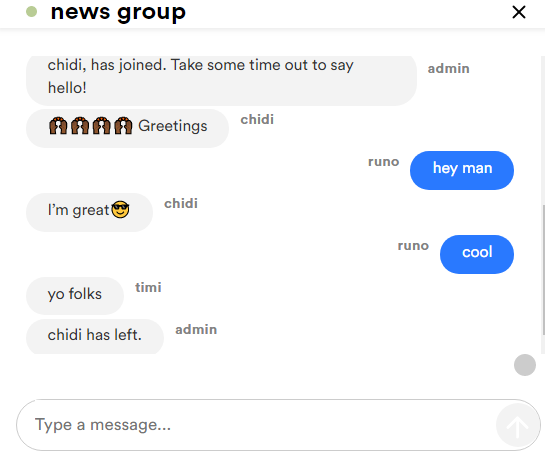 news group
chidi, has joined. Take some time out to say
hello!
admin
🙆🏾‍♀️🙆🏾‍♀️🙆🏾‍♀️🙆🏾‍♀️ Greetings
chidi
runo
hey man
I'm great😎
chidi
runo
cool
yo folks
timi
chidi has left.
admin
Type a message...